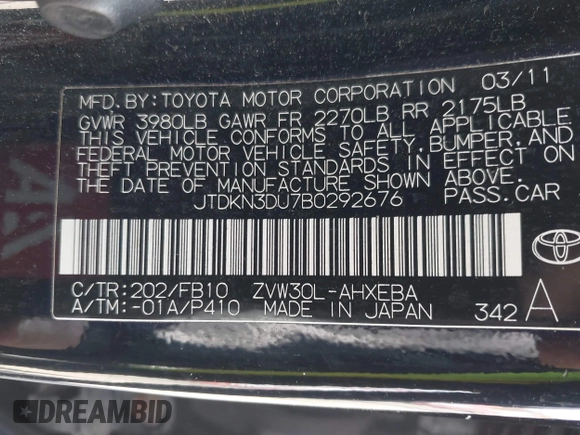 MFD.BY:TOYOTA MOTOR CORPORATION 03/11
GVWR 3980LB GAWR FR 2270LB RR 2175LB
THIS VEHICLE CONFORMS TO ALL APPLICABLE
FEDERAL MOTOR VEHICLE SAFETY,BUMPER,AND
THEFT PREVENTION STANDARDS IN EFFECT ON
THE DATE OF MANUFACTURE SHOWN ABOVE.
JTDKN3DU7B0292676 PASS.CAR
C/TR:202/FB10 ZVW30L-AHXEBA
A/TM:-01A/P410 MADE IN JAPAN 342 A
TOYOTA
DREAMBID